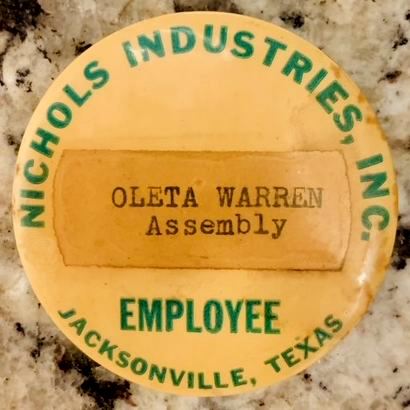 NICHOLS INDUSTRIES, INC.
OLETA WARREN
Assembly
EMPLOYEE
JACKSONVILLE, TEXAS